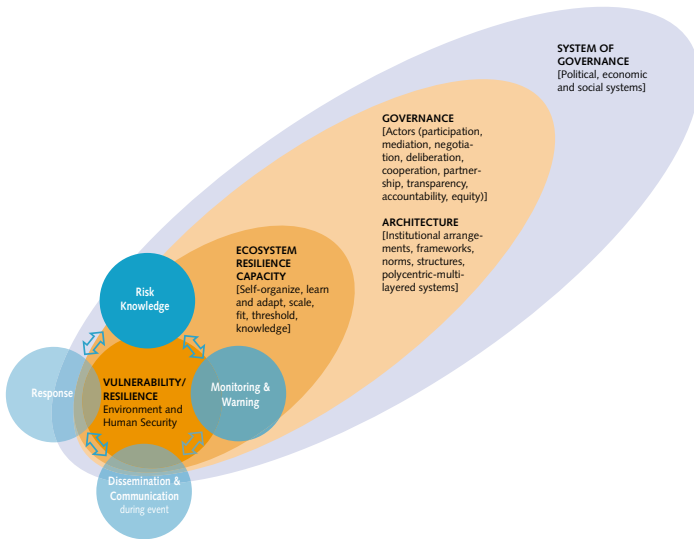 SYSTEM OF
GOVERNANCE
[Political, economic
and social systems]
GOVERNANCE
[Actors (participation,
mediation, negotia-
tion, deliberation,
cooperation, partner-
ship, transparency,
accountability, equity)]
ARCHITECTURE
[Institutional arrange-
ments, frameworks,
norms, structures,
polycentric-multi-
layered systems]
ECOSYSTEM
RESILIENCE
CAPACITY
[Self-organize, learn
and adapt, scale,
fit, threshold,
knowledge]
Risk
Knowledge
Response
VULNERABILITY/
RESILIENCE
Environment and
Human Security
Monitoring &
Warning
Dissemination &
Communication
during event